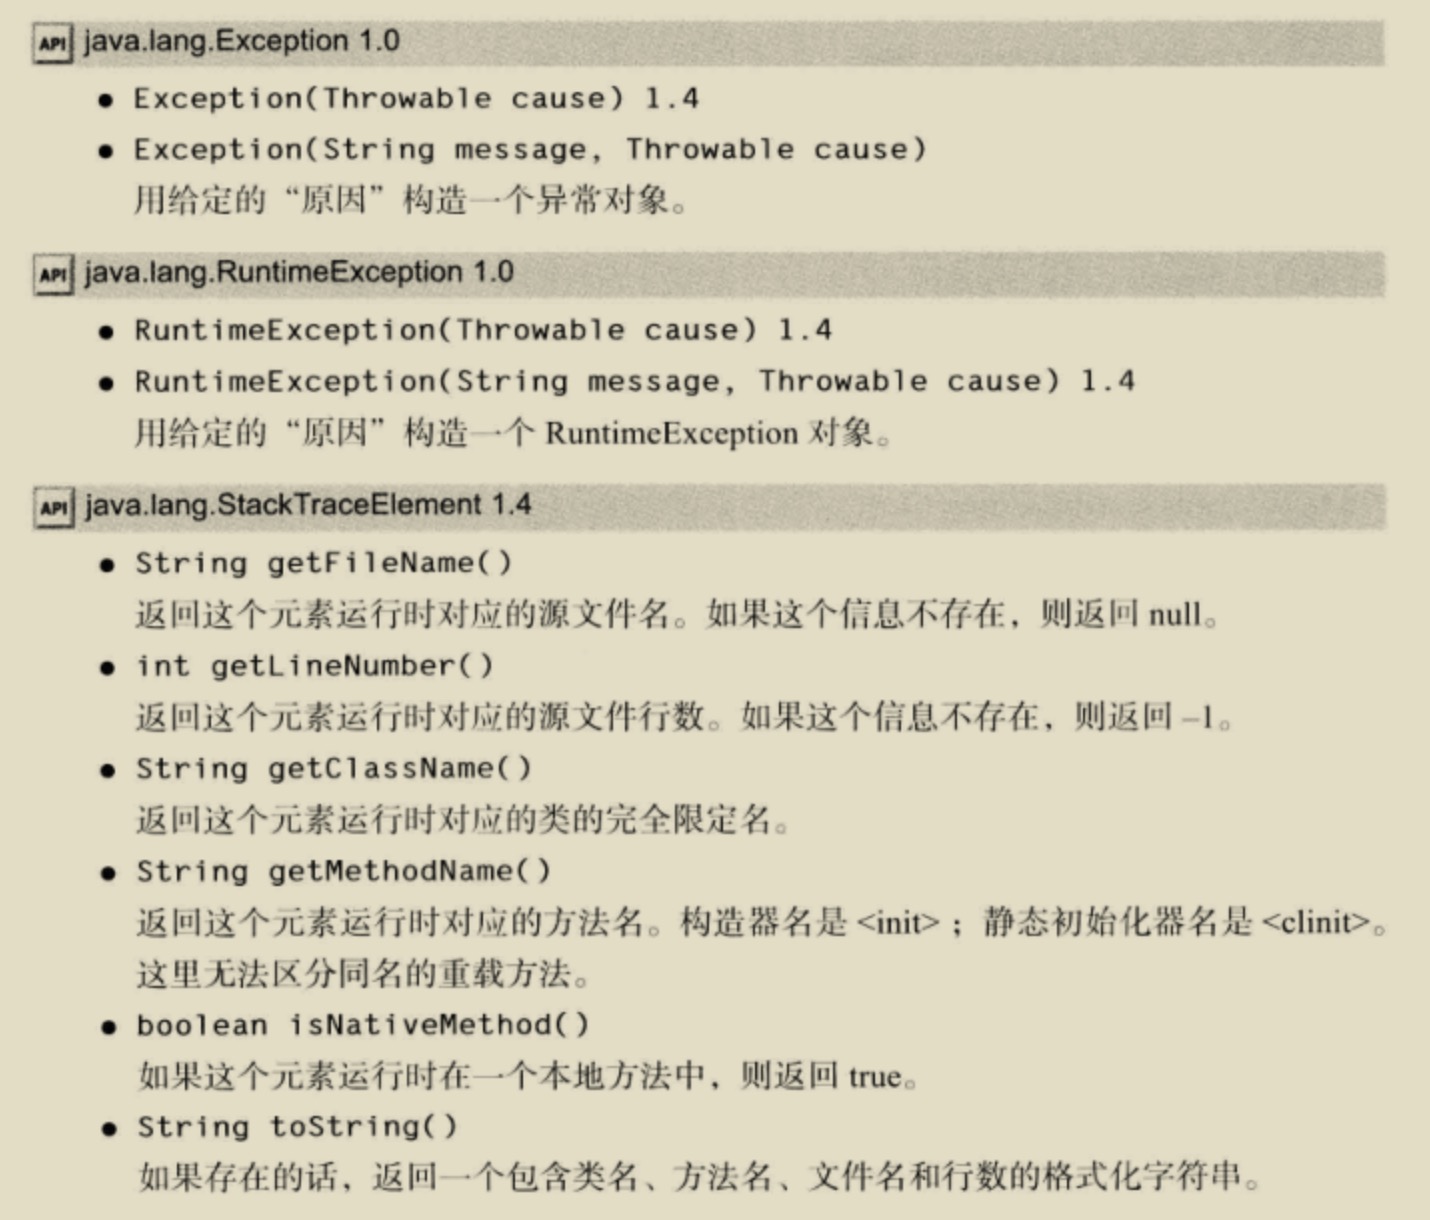 API java.lang.Exception 1.0
● Exception(Throwable cause) 1.4
● Exception(String message, Throwable cause)
用给定的“原因”构造一个异常对象。
API java.lang.RuntimeException 1.0
● RuntimeException(Throwable cause) 1.4
● RuntimeException(String message, Throwable cause) 1.4
用给定的“原因”构造一个 RuntimeException 对象。
API java.lang.StackTraceElement 1.4
● String getFileName()
返回这个元素运行时对应的源文件名。如果这个信息不存在，则返回 null。
● int getLineNumber()
返回这个元素运行时对应的源文件行数。如果这个信息不存在，则返回 –1。
● String getClassName()
返回这个元素运行时对应的类的完全限定名。
● String getMethodName()
返回这个元素运行时对应的方法名。构造器名是 <init>；静态初始化器名是 <clinit>。
这里无法区分同名的重载方法。
● boolean isNativeMethod()
如果这个元素运行时在一个本地方法中，则返回 true。
● String toString()
如果存在的话，返回一个包含类名、方法名、文件名和行数的格式化字符串。